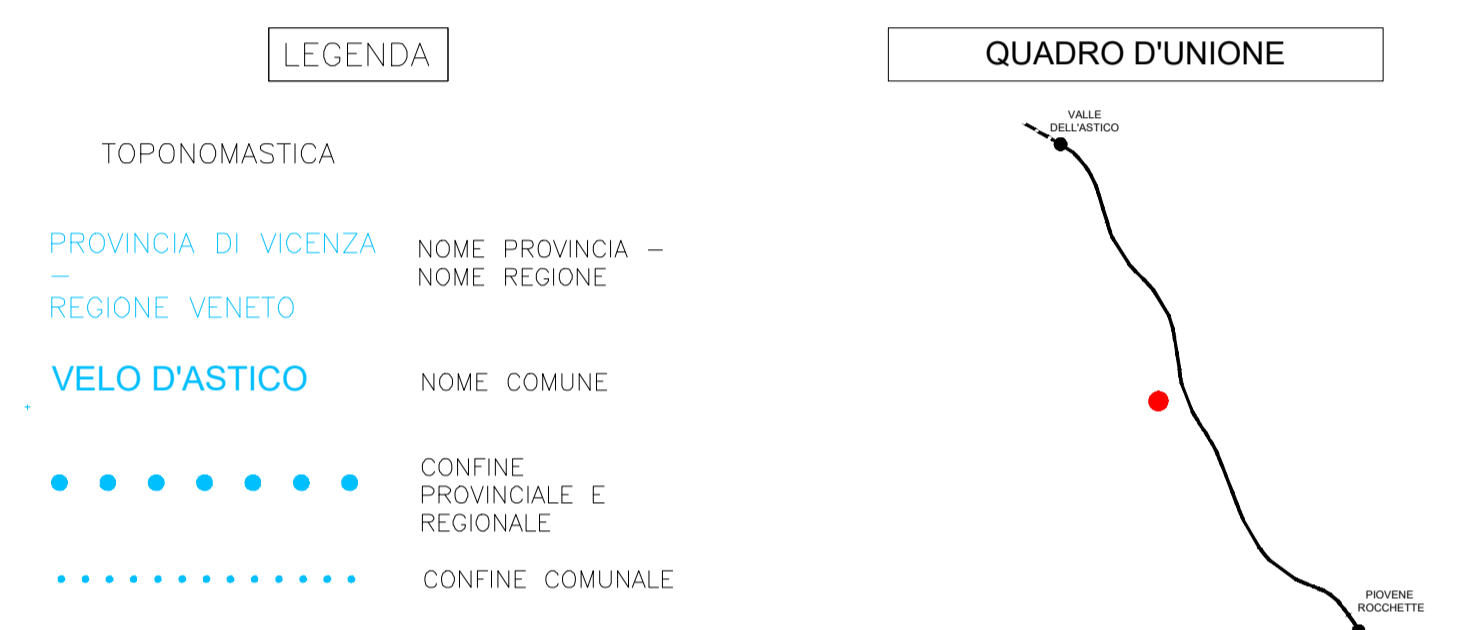 LEGENDA
TOPONOMASTICA
PROVINCIA DI VICENZA
–
REGIONE VENETO
NOME PROVINCIA –
NOME REGIONE
VELO D'ASTICO
NOME COMUNE
CONFINE
PROVINCIALE E
REGIONALE
CONFINE COMUNALE
QUADRO D'UNIONE
VALLE
DELL'ASTICO
PIOVENE
ROCCHETTE